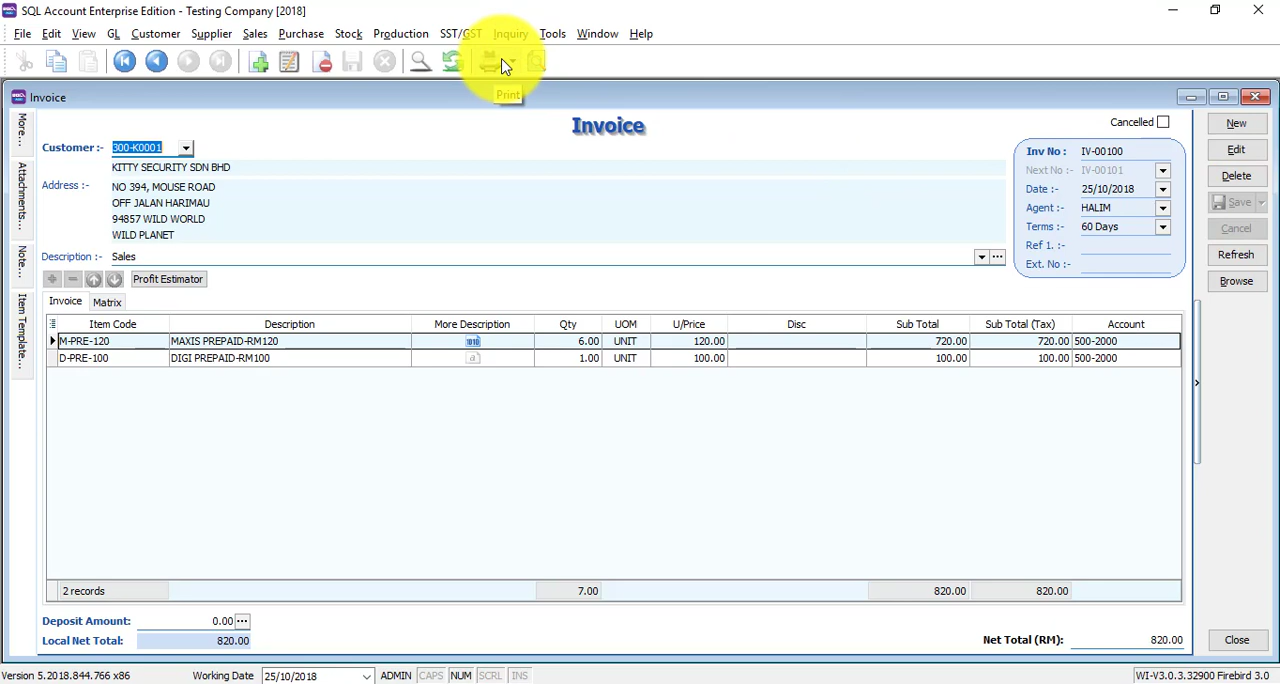 SQL Account Enterprise Edition - Testing Company [2018]
File Edit View GL Customer Supplier Sales Purchase Stock Production SST/GST Inquiry Tools Window Help
Print
Invoice
Invoice
Cancelled
New
Edit
Delete
Save
Cancel
Refresh
Browse
More...
Attachments...
Note...
Item Template...
Customer :- 300-K0001
KITTY SECURITY SDN BHD
Address :- NO 394, MOUSE ROAD
OFF JALAN HARIMAU
94857 WILD WORLD
WILD PLANET
Description :- Sales
Inv No : IV-00100
Next No :- IV-00101
Date :- 25/10/2018
Agent :- HALIM
Terms :- 60 Days
Ref 1. :-
Ext. No :-
Profit Estimator
Invoice Matrix
Item Code Description More Description Qty UOM U/Price Disc Sub Total Sub Total (Tax) Account
M-PRE-120 MAXIS PREPAID-RM120 6.00 UNIT 120.00 720.00 720.00 500-2000
D-PRE-100 DIGI PREPAID-RM100 1.00 UNIT 100.00 100.00 100.00 500-2000
2 records 7.00 820.00 820.00
Deposit Amount: 0.00
Local Net Total: 820.00
Net Total (RM): 820.00
Close
Version 5.2018.844.766 x86 Working Date 25/10/2018 ADMIN CAPS NUM SCRL INS WI-V3.0.3.32900 Firebird 3.0